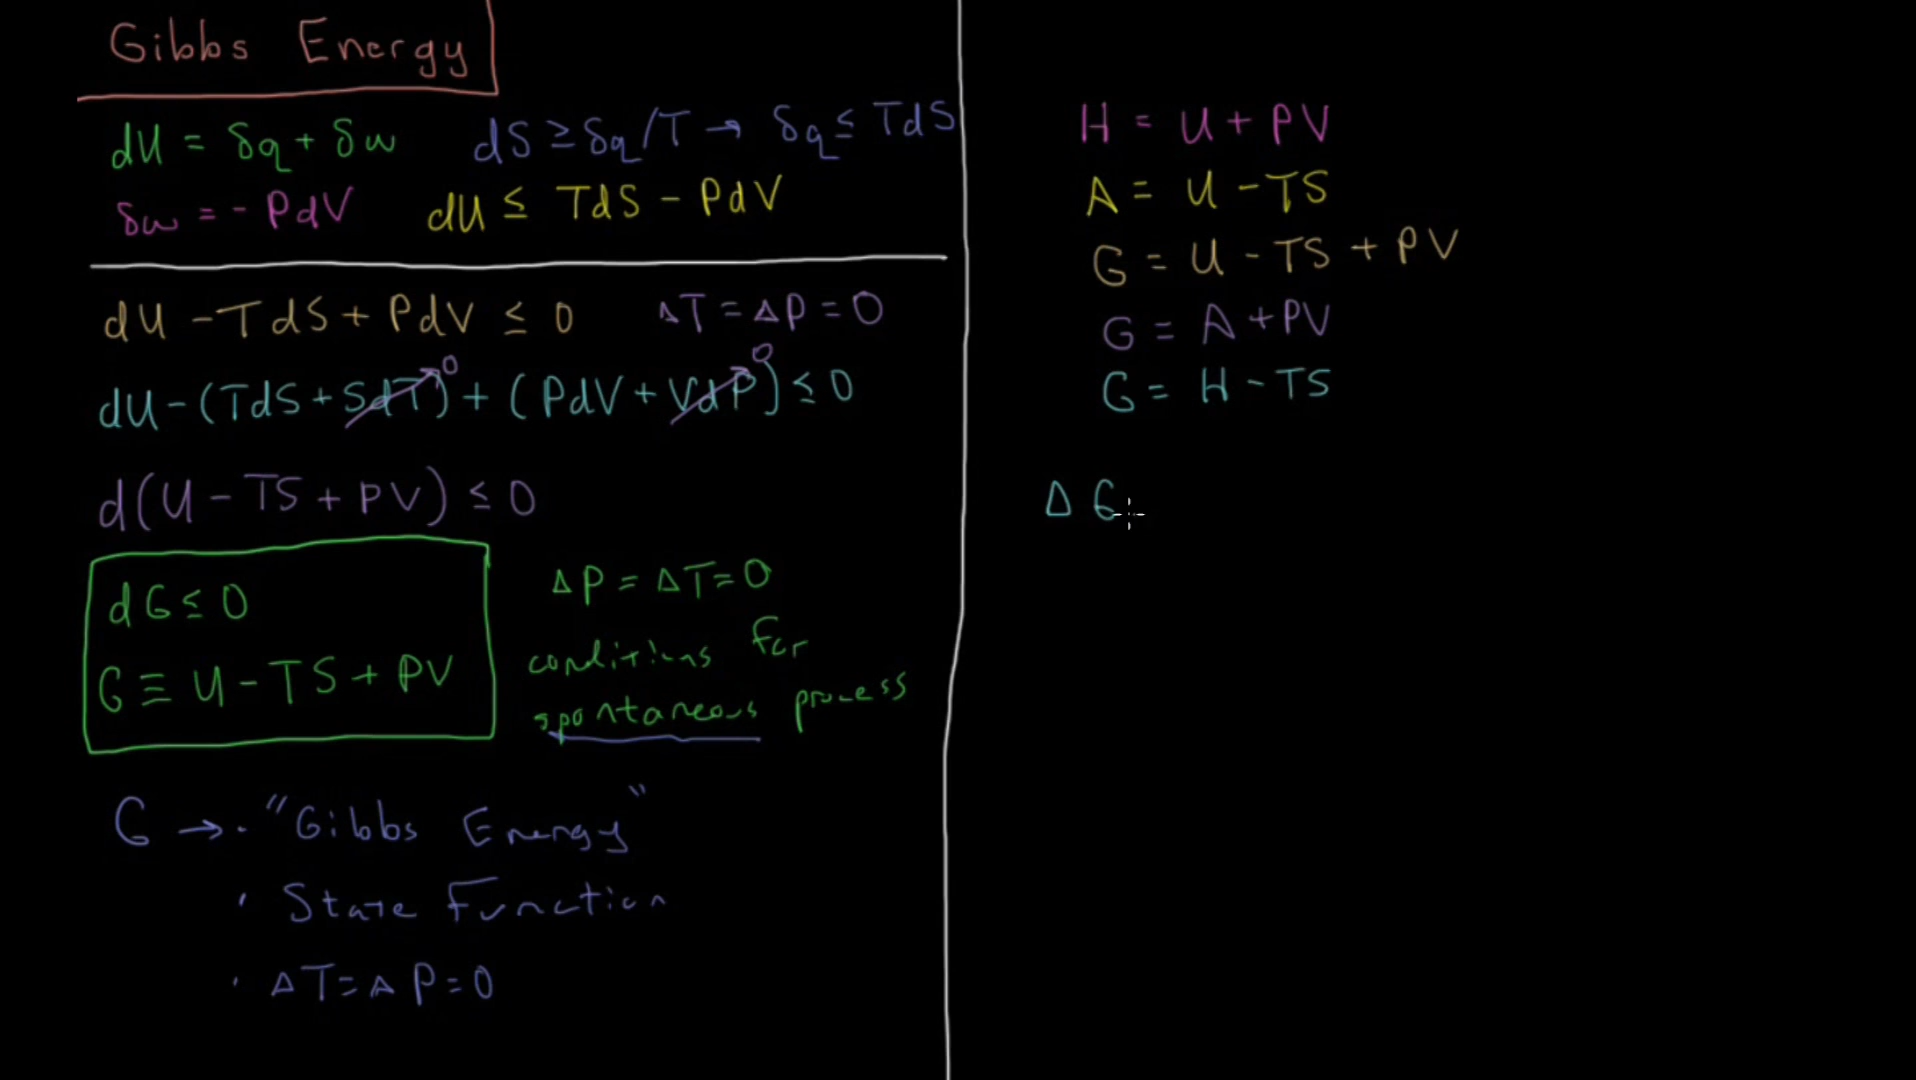 Gibbs Energy
dU = δq + δw dS ≥ δq/T → δq ≤ TdS
δw = - PdV dU ≤ TdS - PdV
dU - TdS + PdV ≤ 0 ΔT = ΔP = 0
dU - (TdS + SdT)⁰ + (PdV + VdP)⁰ ≤ 0
d(U - TS + PV) ≤ 0
dG ≤ 0
G ≡ U - TS + PV
ΔP = ΔT = 0
conditions for
spontaneous process
G → · "Gibbs Energy"
· State Function
· ΔT = ΔP = 0
H = U + PV
A = U - TS
G = U - TS + PV
G = A + PV
G = H - TS
Δ G